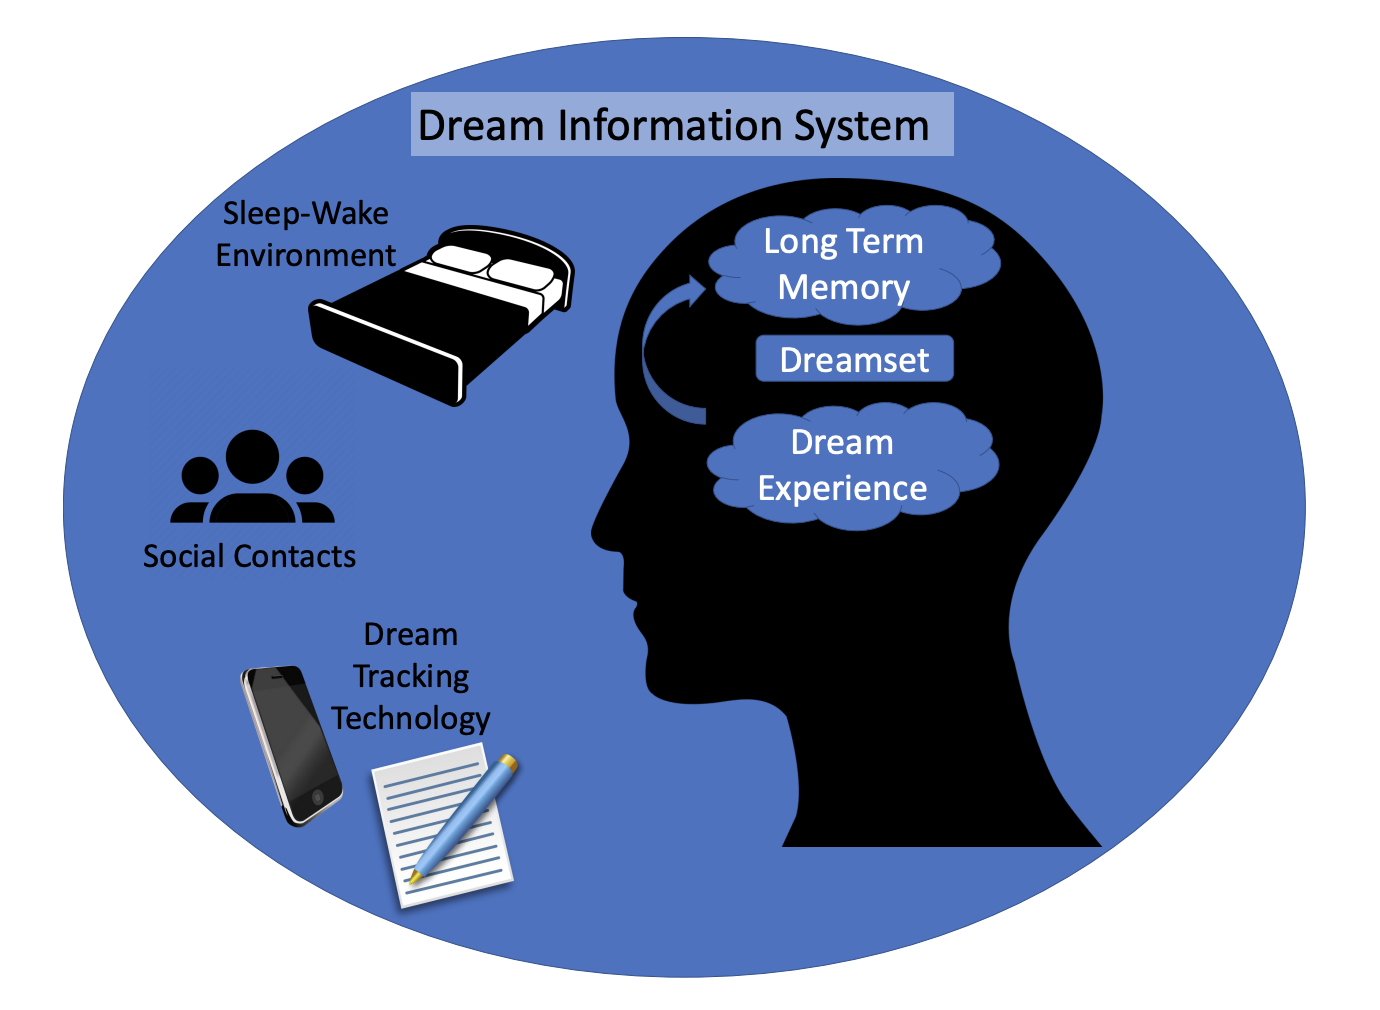 Dream Information System
Sleep-Wake
Environment
Long Term
Memory
Dreamset
Dream
Experience
Social Contacts
Dream
Tracking
Technology